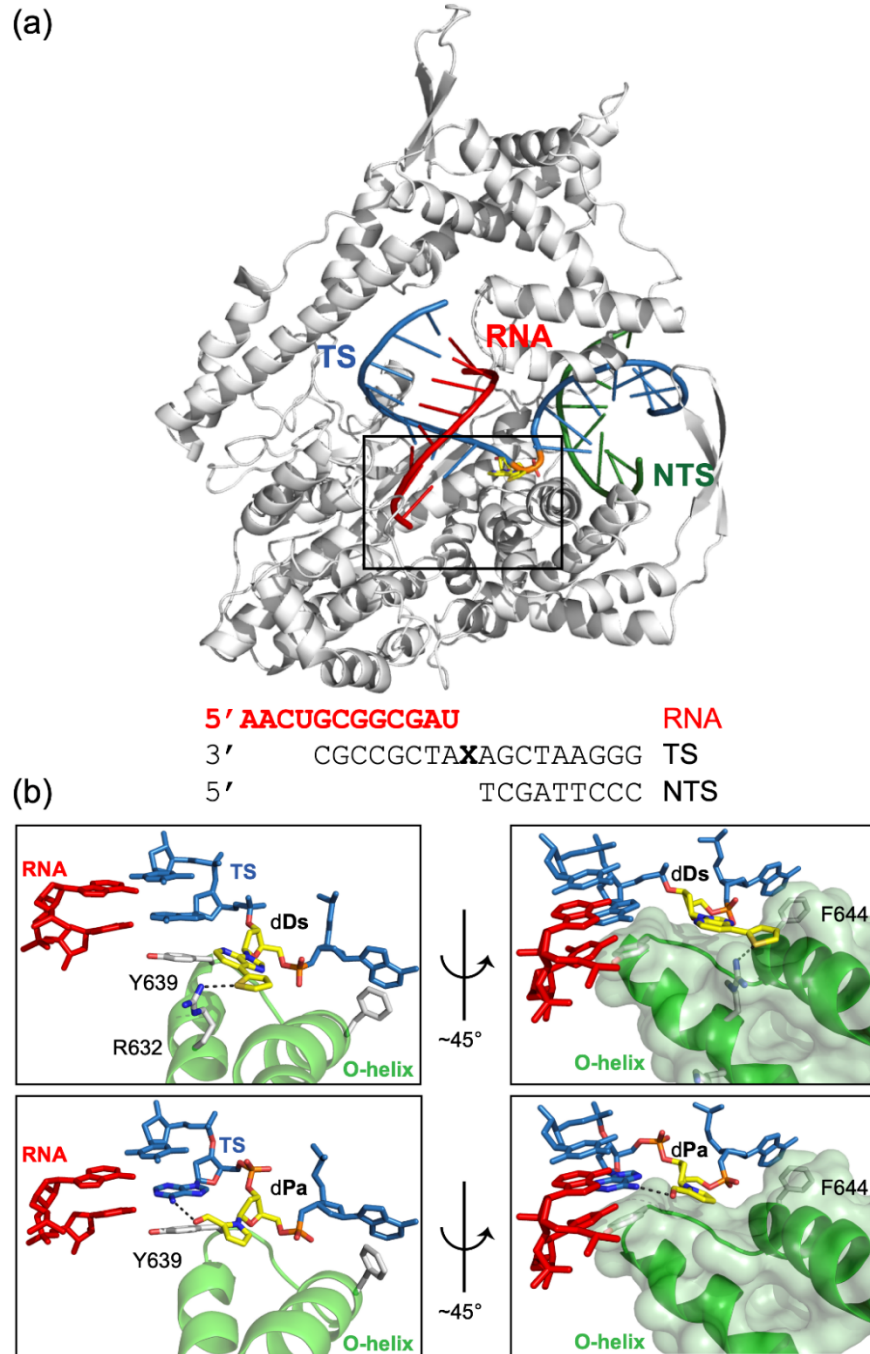 (a)
RNA
TS
NTS
5’ AACUGCGGCGAU RNA
3’ CGCCGCTAXAGCTAAGGG TS
5’ TCGATTCCC NTS
(b)
RNA
TS
dDs
Y639
R632
O-helix
~45°
dDs
F644
O-helix
RNA
TS
dPa
Y639
O-helix
~45°
dPa
F644
O-helix